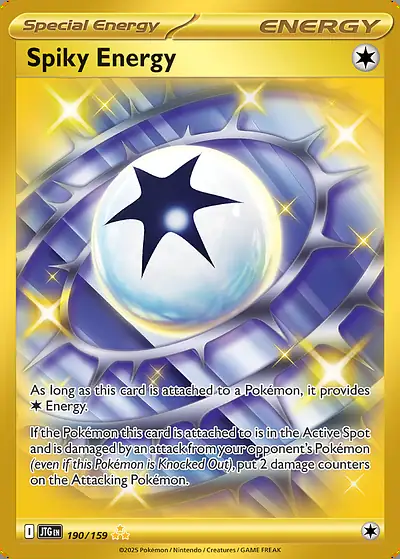 Special Energy
ENERGY
Spiky Energy
As long as this card is attached to a Pokémon, it provides
Energy.
If the Pokémon this card is attached to is in the Active Spot
and is damaged by an attack from your opponent's Pokémon
(even if this Pokémon is Knocked Out), put 2 damage counters
on the Attacking Pokémon.
I JTG EN 190/159
©2025 Pokémon / Nintendo / Creatures / GAME FREAK